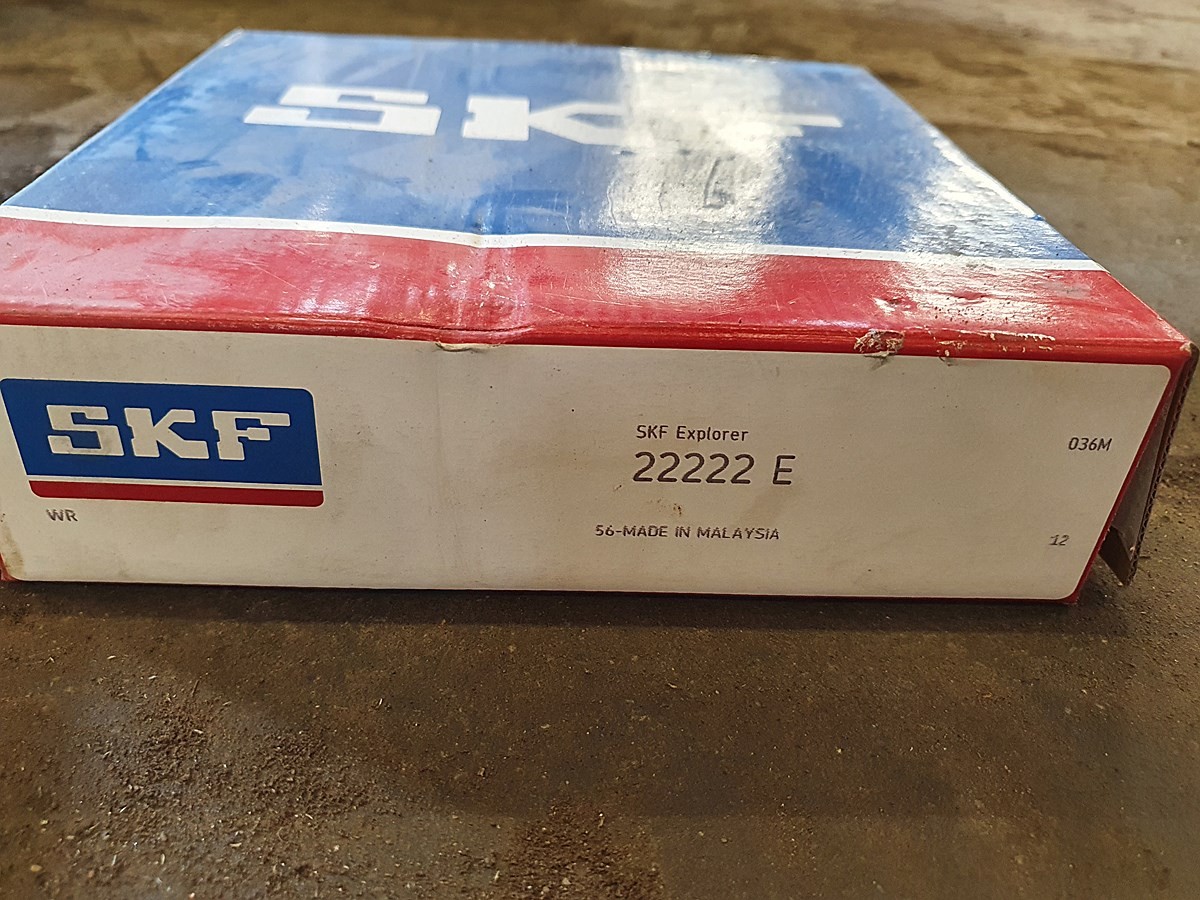 SKF
SKF
WR
SKF Explorer
22222 E
56-MADE IN MALAYSIA
036M
12